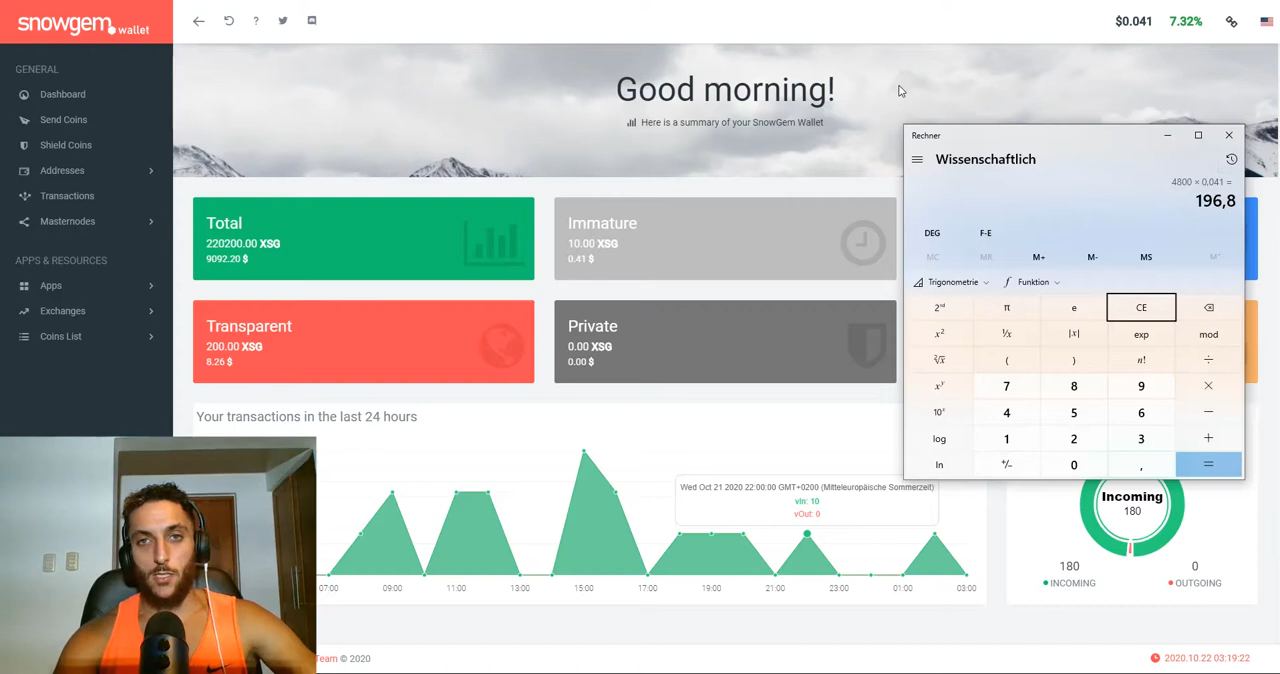 snowgem wallet
$0.041 7.32%
GENERAL
Dashboard
Send Coins
Shield Coins
Addresses
Transactions
Masternodes
APPS & RESOURCES
Apps
Exchanges
Coins List
Good morning!
Here is a summary of your SnowGem Wallet
Total
220200.00 XSG
9092.20 $
Immature
10.00 XSG
0.41 $
Transparent
200.00 XSG
8.26 $
Private
0.00 XSG
0.00 $
Your transactions in the last 24 hours
Wed Oct 21 2020 22:00:00 GMT+0200 (Mitteleuropäische Sommerzeit)
vIn: 10
vOut: 0
07:00 09:00 11:00 13:00 15:00 17:00 19:00 21:00 23:00 01:00 03:00
Rechner
Wissenschaftlich
4800 × 0,041 =
196,8
DEG F-E
MC MR M+ M- MS M
Trigonometrie f Funktion
2nd π e CE
x² ¹/x |x| exp mod
²√x ( ) n! ÷
xʸ 7 8 9 ×
10ˣ 4 5 6 −
log 1 2 3 +
ln +/− 0 , =
Incoming
180
180 0
INCOMING OUTGOING
Team © 2020
2020.10.22 03:19:22